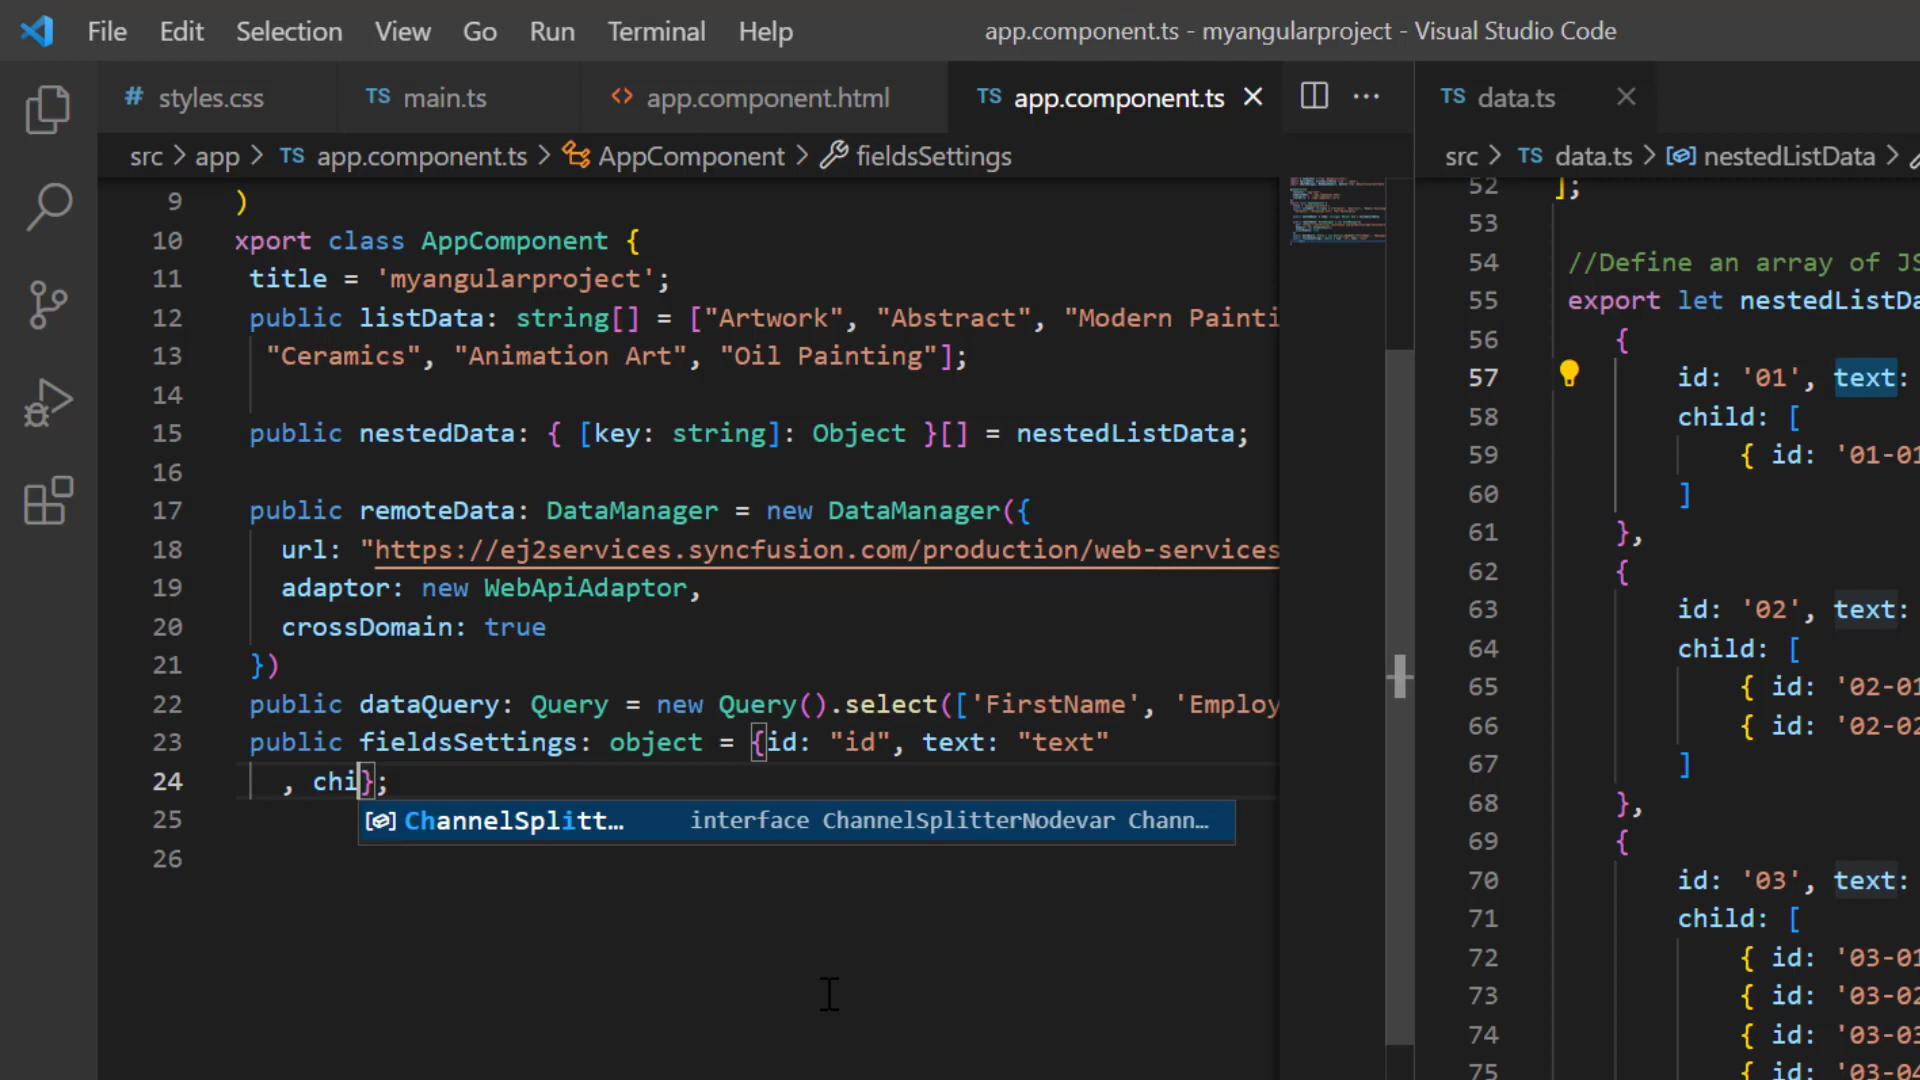 File Edit Selection View Go Run Terminal Help app.component.ts - myangularproject - Visual Studio Code
# styles.css TS main.ts <> app.component.html TS app.component.ts
TS data.ts
src > app > TS app.component.ts > AppComponent > fieldsSettings
src > TS data.ts > nestedListData >
9 )
10 xport class AppComponent {
11 title = 'myangularproject';
12 public listData: string[] = ["Artwork", "Abstract", "Modern Painti
13 "Ceramics", "Animation Art", "Oil Painting"];
14
15 public nestedData: { [key: string]: Object }[] = nestedListData;
16
17 public remoteData: DataManager = new DataManager({
18 url: "https://ej2services.syncfusion.com/production/web-services
19 adaptor: new WebApiAdaptor,
20 crossDomain: true
21 })
22 public dataQuery: Query = new Query().select(['FirstName', 'Employ
23 public fieldsSettings: object = {id: "id", text: "text"
24 , chi};
25
ChannelSplitt… interface ChannelSplitterNodevar Chann…
26
52 ];
53
54 //Define an array of JS
55 export let nestedListDa
56 {
57 id: '01', text:
58 child: [
59 { id: '01-01
60 ]
61 },
62 {
63 id: '02', text:
64 child: [
65 { id: '02-01
66 { id: '02-02
67 ]
68 },
69 {
70 id: '03', text:
71 child: [
72 { id: '03-01
73 { id: '03-02
74 { id: '03-03
75 { id: '03-04